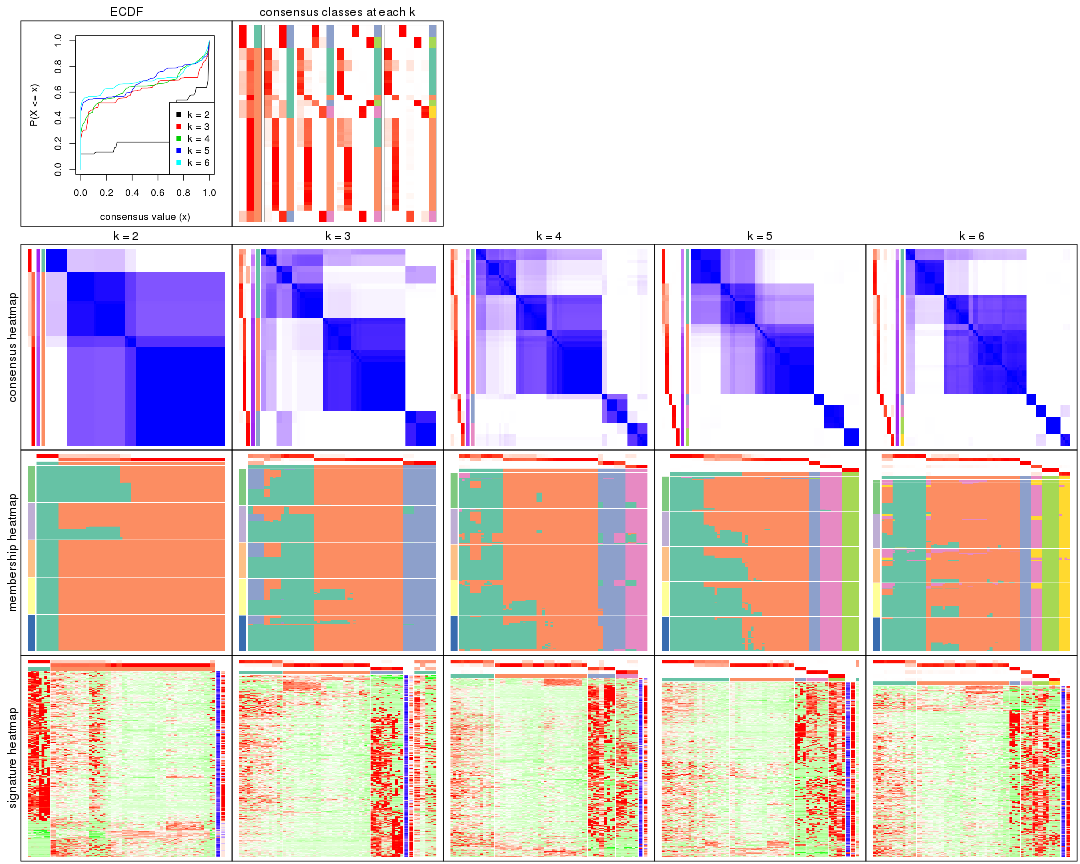 ECDF
consensus classes at each k
P(X <= x)
0.0 0.2 0.4 0.6 0.8 1.0
k = 2
k = 3
k = 4
k = 5
k = 6
0.0 0.2 0.4 0.6 0.8 1.0
consensus value (x)
k = 2 k = 3 k = 4 k = 5 k = 6
consensus heatmap
membership heatmap
signature heatmap